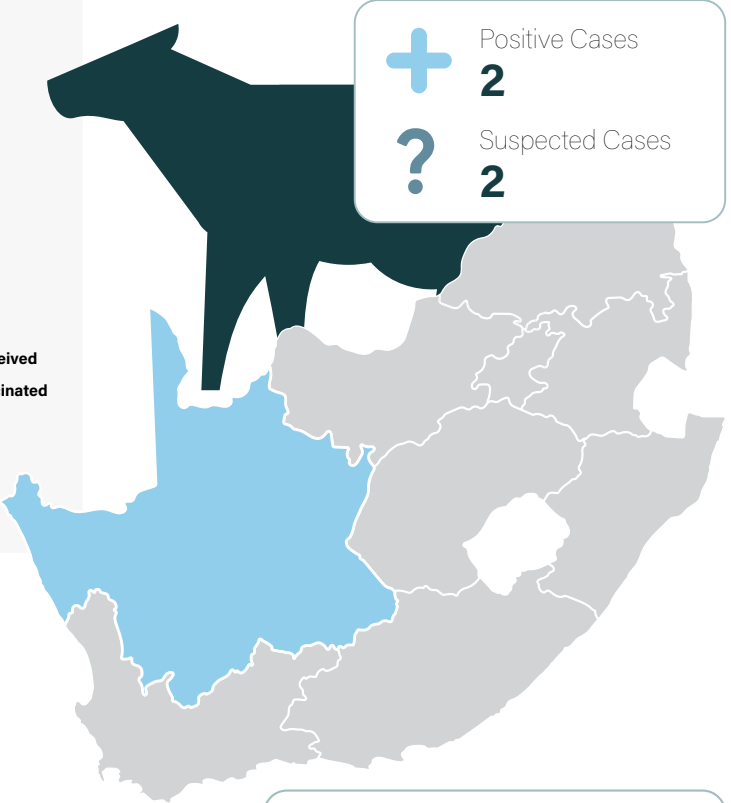 Positive Cases
2
?
Suspected Cases
2
eived
inated